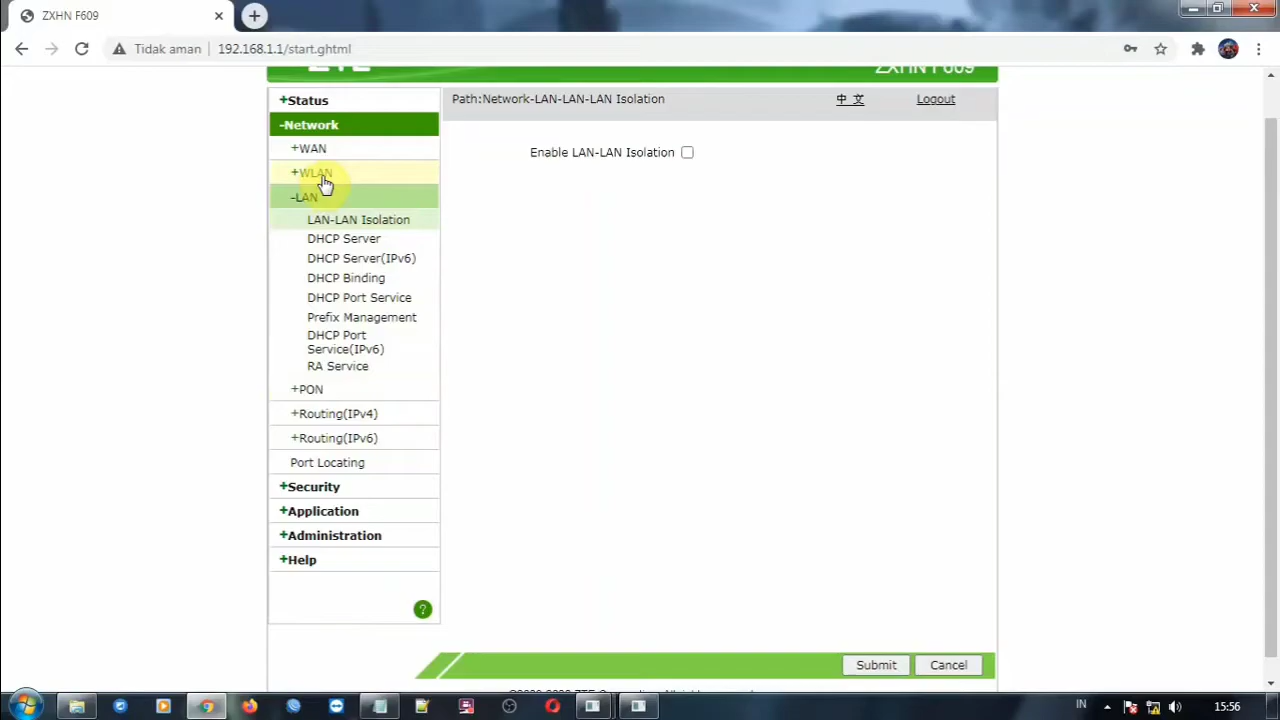 ZXHN F609
Tidak aman
192.168.1.1/start.ghtml
ZTE
ZXHN F609
+Status
Path:Network-LAN-LAN-LAN Isolation
中 文
Logout
-Network
+WAN
Enable LAN-LAN Isolation
+WLAN
-LAN
LAN-LAN Isolation
DHCP Server
DHCP Server(IPv6)
DHCP Binding
DHCP Port Service
Prefix Management
DHCP Port
Service(IPv6)
RA Service
+PON
+Routing(IPv4)
+Routing(IPv6)
Port Locating
+Security
+Application
+Administration
+Help
?
Submit
Cancel
IN
15:56